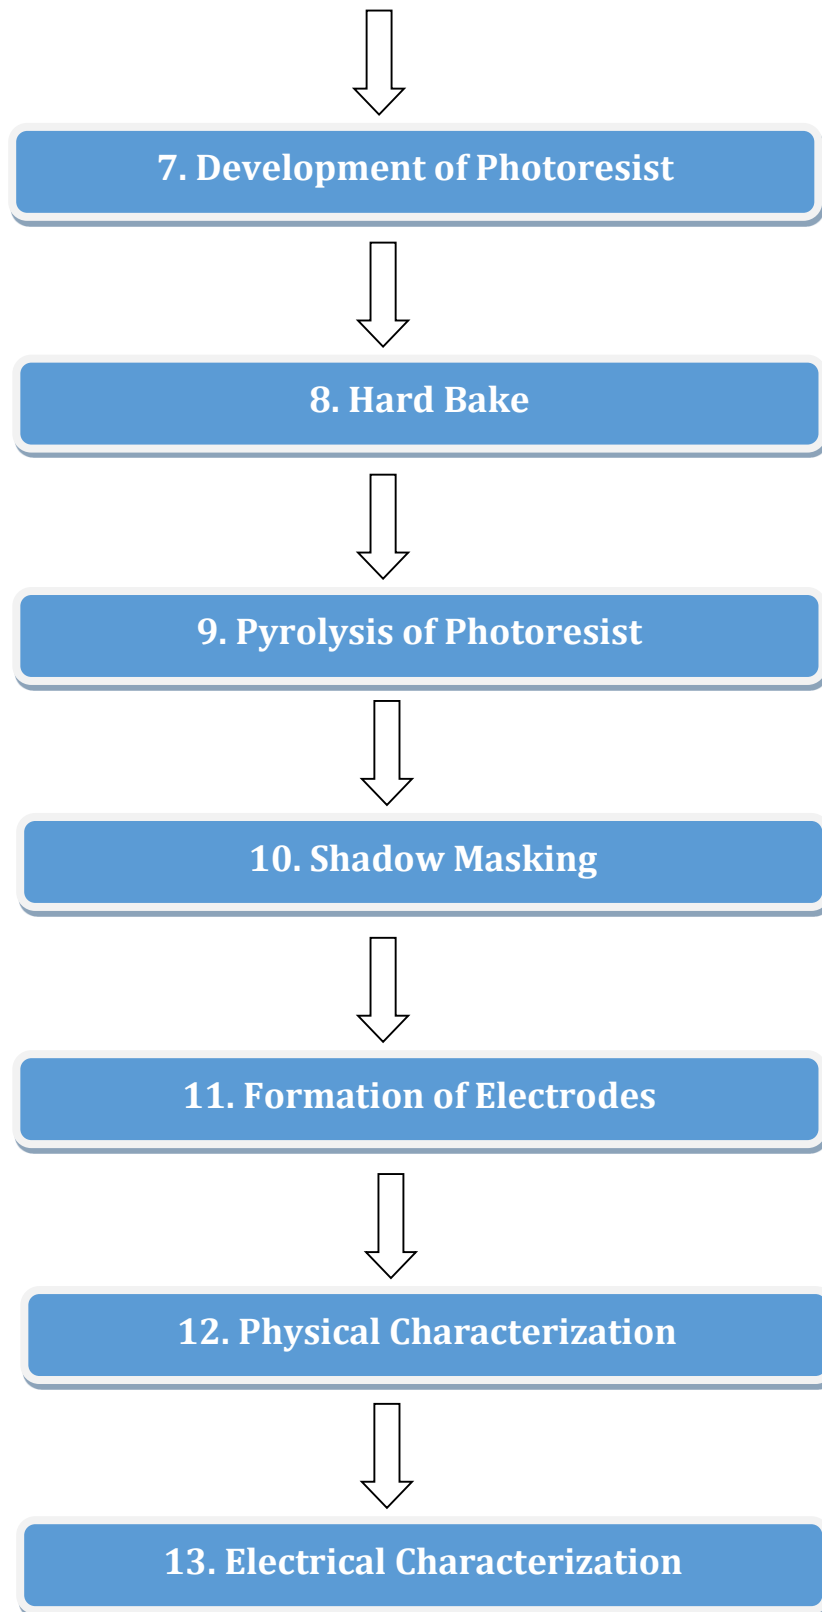 7. Development of Photoresist
8. Hard Bake
9. Pyrolysis of Photoresist
10. Shadow Masking
11. Formation of Electrodes
12. Physical Characterization
13. Electrical Characterization